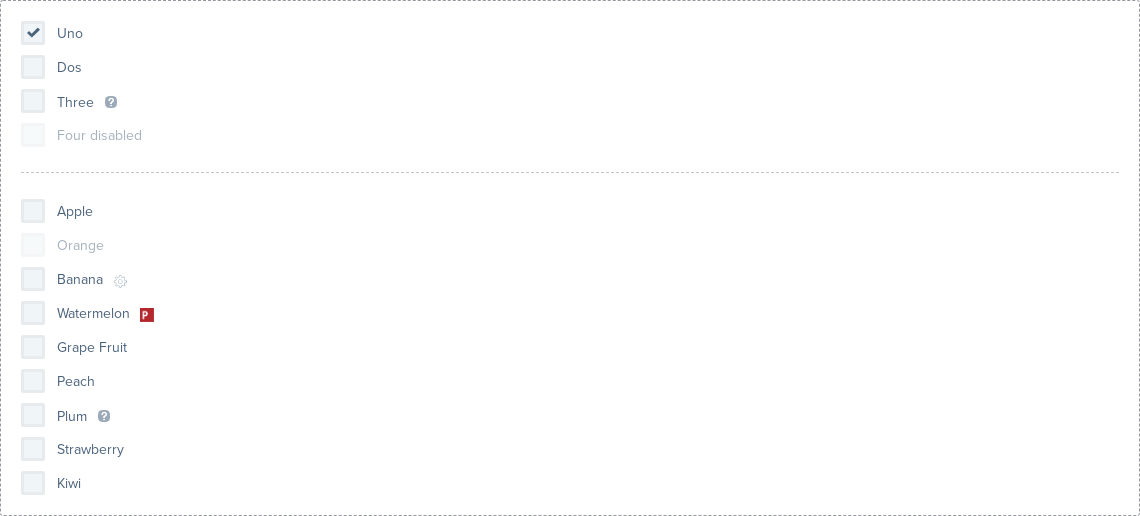 Uno
Dos
Three ?
Four disabled
Apple
Orange
Banana
Watermelon P
Grape Fruit
Peach
Plum ?
Strawberry
Kiwi